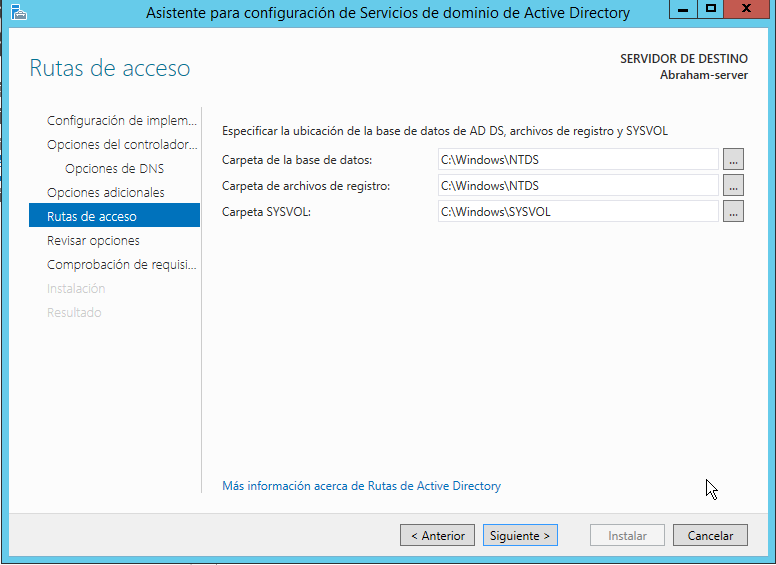 Asistente para configuración de Servicios de dominio de Active Directory
Rutas de acceso
SERVIDOR DE DESTINO
Abraham-server
Configuración de implem...
Opciones del controlador...
Opciones de DNS
Opciones adicionales
Rutas de acceso
Revisar opciones
Comprobación de requisi...
Instalación
Resultado
Especificar la ubicación de la base de datos de AD DS, archivos de registro y SYSVOL
Carpeta de la base de datos: C:\Windows\NTDS ...
Carpeta de archivos de registro: C:\Windows\NTDS ...
Carpeta SYSVOL: C:\Windows\SYSVOL ...
Más información acerca de Rutas de Active Directory
< Anterior Siguiente > Instalar Cancelar